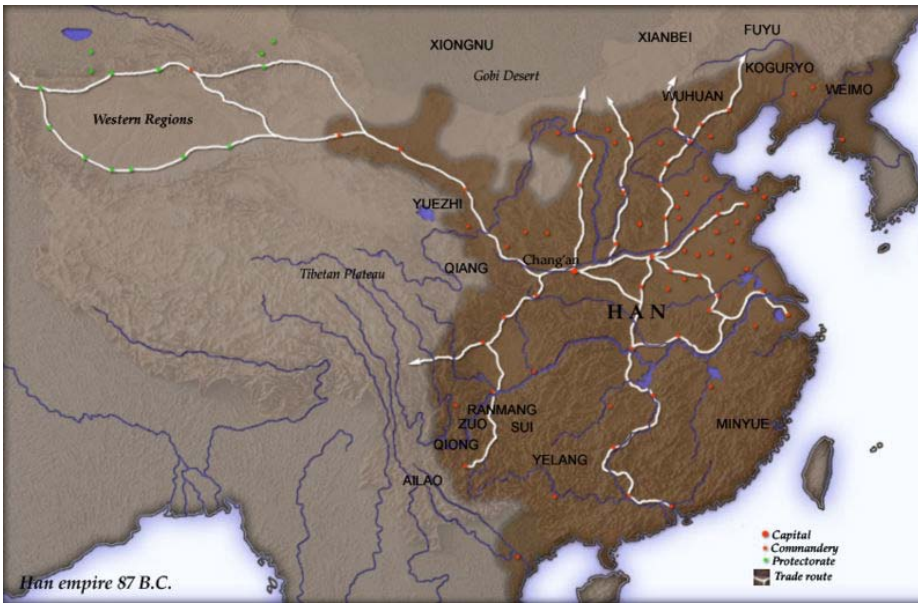 XIONGNU
XIANBEI
FUYU
Gobi Desert
KOGURYO
WUHUAN
WEIMO
Western Regions
YUEZHI
Chang'an
QIANG
Tibetan Plateau
HAN
RANMANG
ZUO
SUI
MINYUE
QIONG
YELANG
AILAO
Capital
Commandery
Protectorate
Trade route
Han empire 87 B.C.